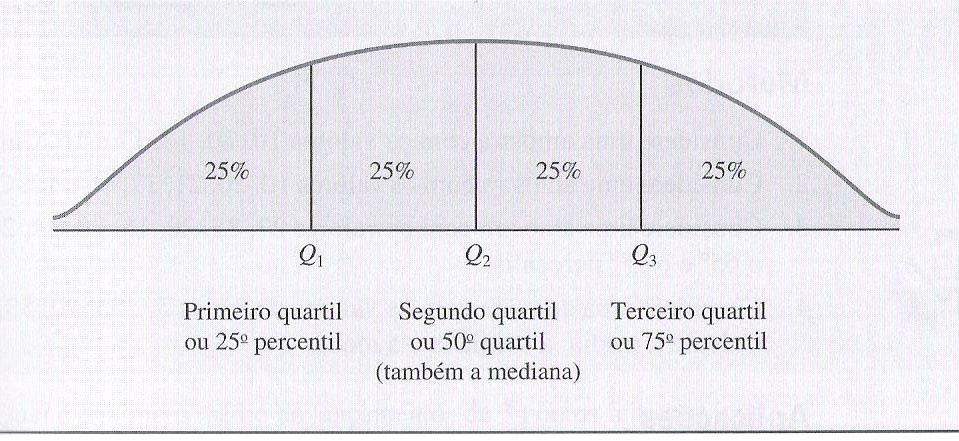 25% 25% 25% 25%
Q1 Q2 Q3
Primeiro quartil Segundo quartil Terceiro quartil
ou 25º percentil ou 50º quartil ou 75º percentil
(também a mediana)